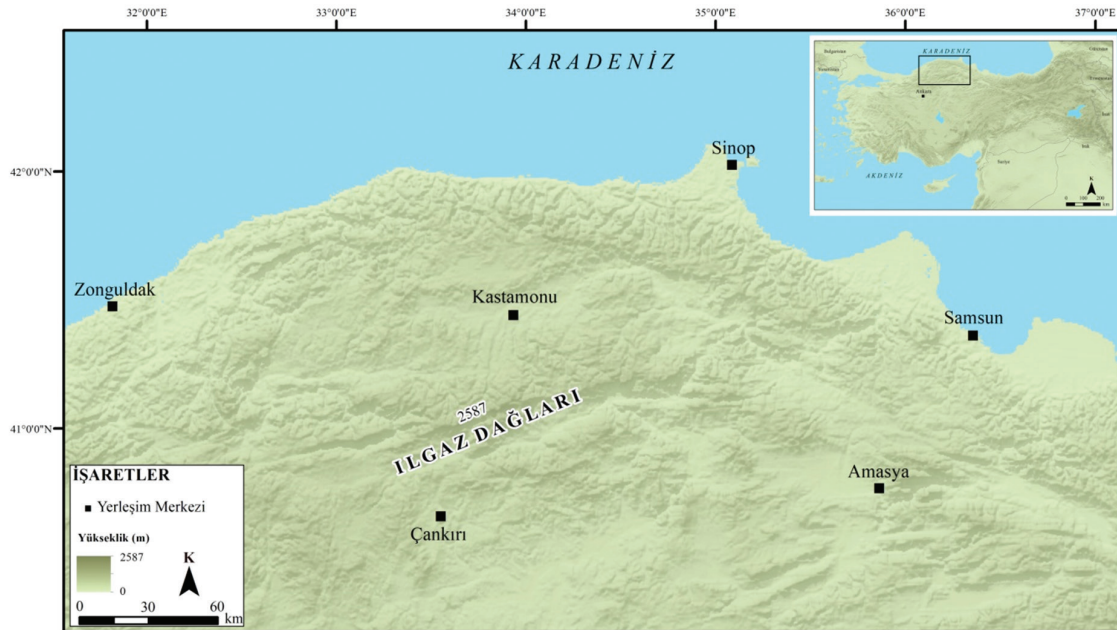 32°0'0"E
33°0'0"E
34°0'0"E
35°0'0"E
36°0'0"E
37°0'0"E
42°0'0"N
41°0'0"N
KARADENİZ
Sinop
Zonguldak
Kastamonu
Samsun
2587
ILGAZ DAĞLARI
Amasya
Çankırı
İŞARETLER
Yerleşim Merkezi
Yükseklik (m)
2587
0
K
0 30 60
km
KARADENİZ
Bulgaristan
Ankara
Suriye
Irak
AKDENİZ
K
0 100 200
km